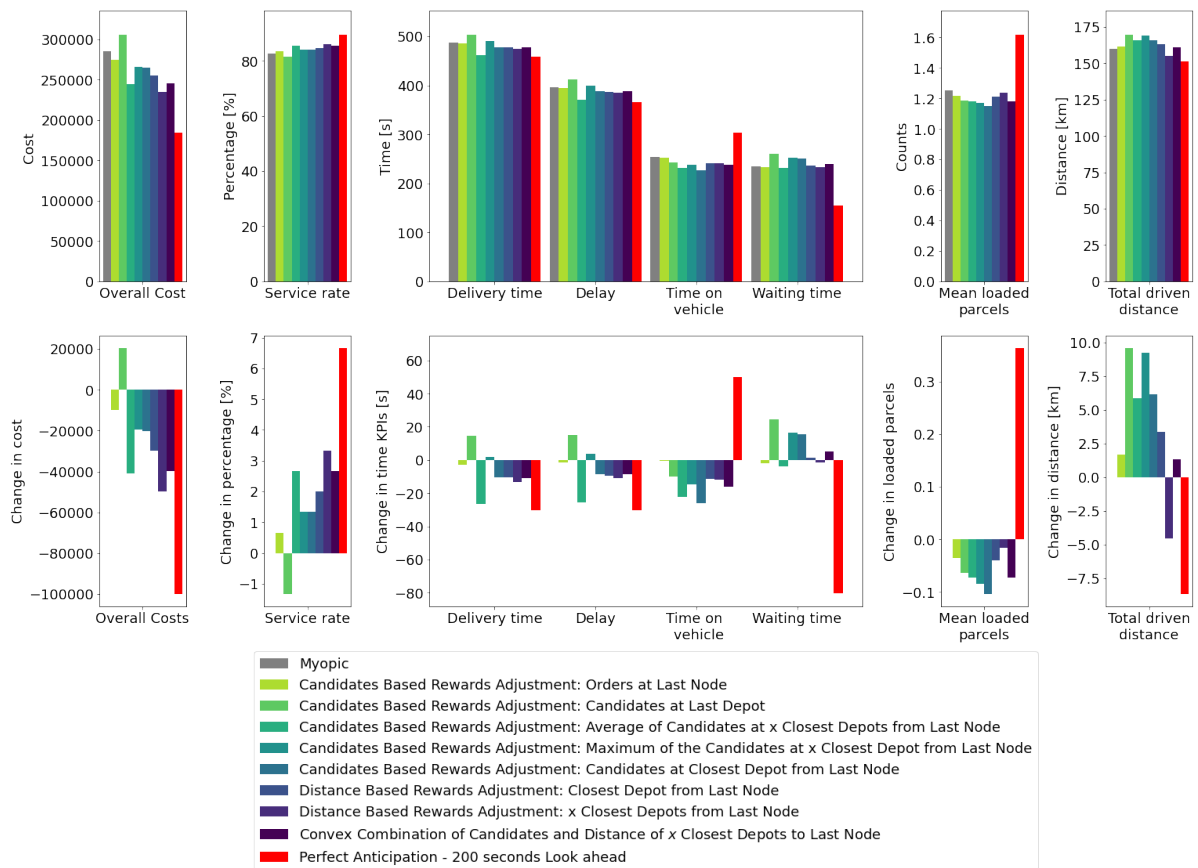 Cost
300000
250000
200000
150000
100000
50000
0
Overall Cost
Percentage [%]
80
60
40
20
0
Service rate
Time [s]
500
400
300
200
100
0
Delivery time
Delay
Time on
vehicle
Waiting time
Counts
1.6
1.4
1.2
1.0
0.8
0.6
0.4
0.2
0.0
Mean loaded
parcels
Distance [km]
175
150
125
100
75
50
25
0
Total driven
distance
Change in cost
20000
0
−20000
−40000
−60000
−80000
−100000
Overall Costs
Change in percentage [%]
7
6
5
4
3
2
1
0
−1
Service rate
Change in time KPIs [s]
60
40
20
0
−20
−40
−60
−80
Delivery time
Delay
Time on
vehicle
Waiting time
Change in loaded parcels
0.3
0.2
0.1
0.0
−0.1
Mean loaded
parcels
Change in distance [km]
10.0
7.5
5.0
2.5
0.0
−2.5
−5.0
−7.5
Total driven
distance
Myopic
Candidates Based Rewards Adjustment: Orders at Last Node
Candidates Based Rewards Adjustment: Candidates at Last Depot
Candidates Based Rewards Adjustment: Average of Candidates at x Closest Depots from Last Node
Candidates Based Rewards Adjustment: Maximum of the Candidates at x Closest Depot from Last Node
Candidates Based Rewards Adjustment: Candidates at Closest Depot from Last Node
Distance Based Rewards Adjustment: Closest Depot from Last Node
Distance Based Rewards Adjustment: x Closest Depots from Last Node
Convex Combination of Candidates and Distance of x Closest Depots to Last Node
Perfect Anticipation - 200 seconds Look ahead